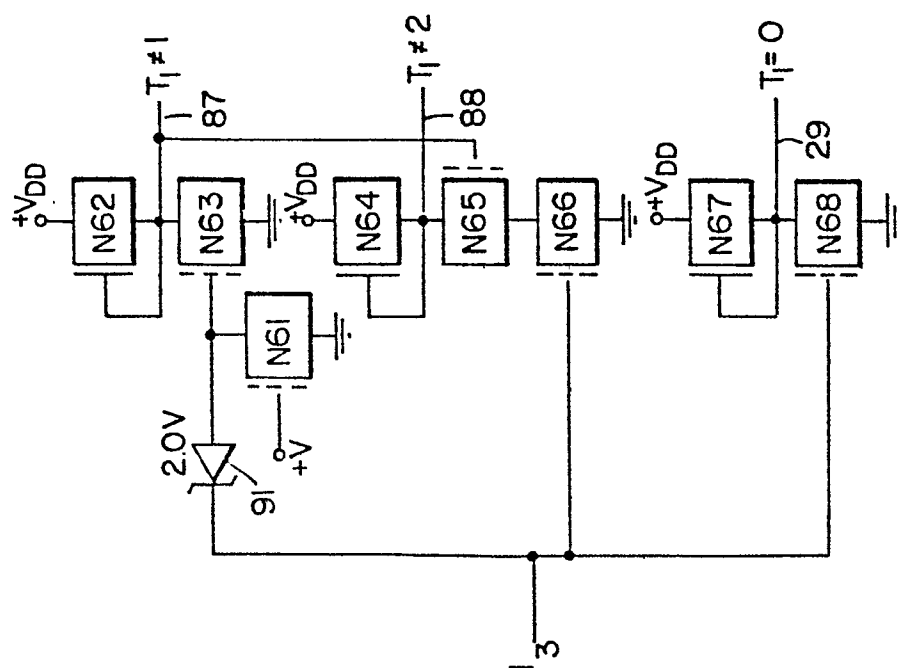 +VDD
N62
T1 ≠ 1
87
N63
2.0V
91
N61
+V
+VDD
N64
T1 ≠ 2
88
N65
N66
+VDD
N67
T1 = 0
29
N68
3